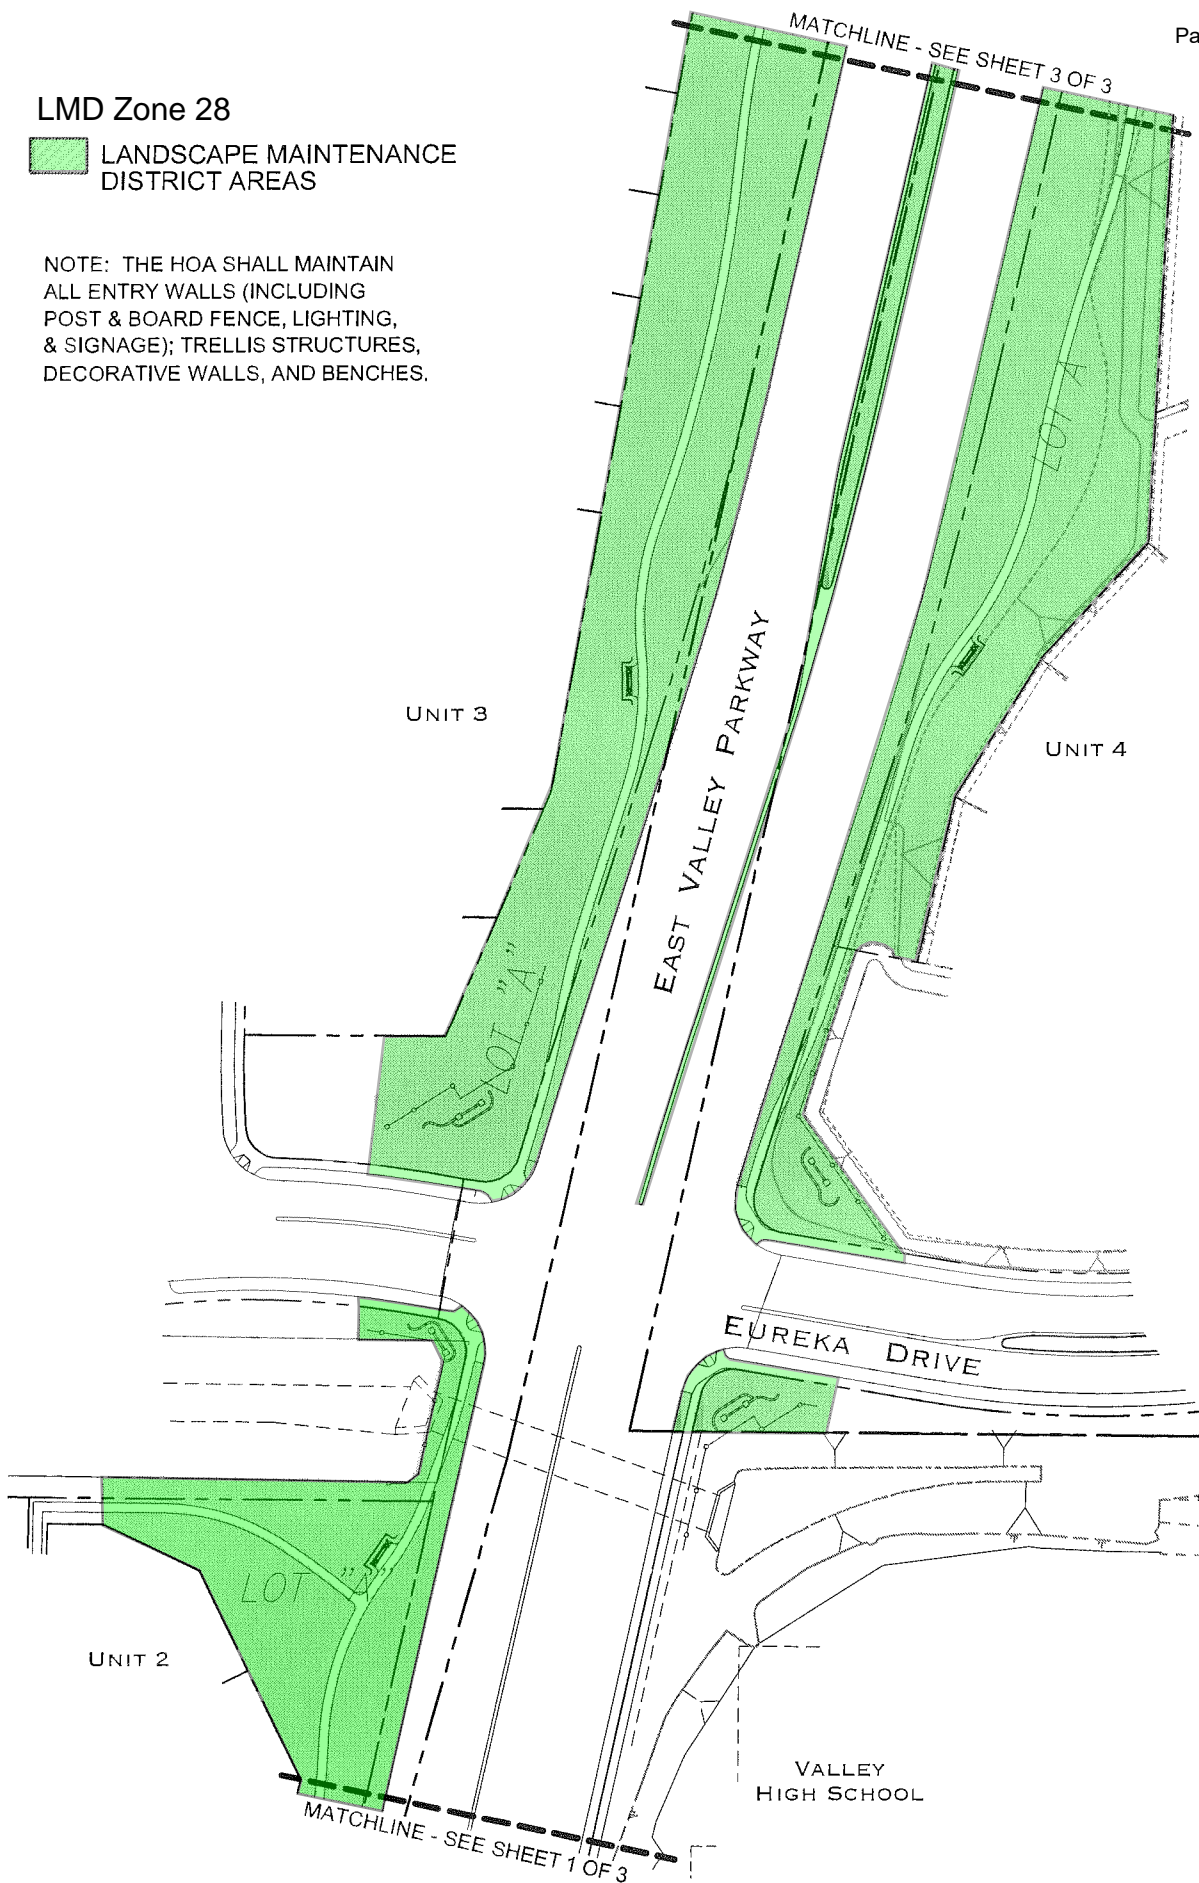 MATCHLINE - SEE SHEET 3 OF 3
Pa
LMD Zone 28
LANDSCAPE MAINTENANCE
DISTRICT AREAS
NOTE: THE HOA SHALL MAINTAIN
ALL ENTRY WALLS (INCLUDING
POST & BOARD FENCE, LIGHTING,
& SIGNAGE); TRELLIS STRUCTURES,
DECORATIVE WALLS, AND BENCHES.
LOT A
UNIT 3
EAST VALLEY PARKWAY
UNIT 4
LOT "A"
EUREKA DRIVE
LOT "A"
UNIT 2
VALLEY
HIGH SCHOOL
MATCHLINE - SEE SHEET 1 OF 3